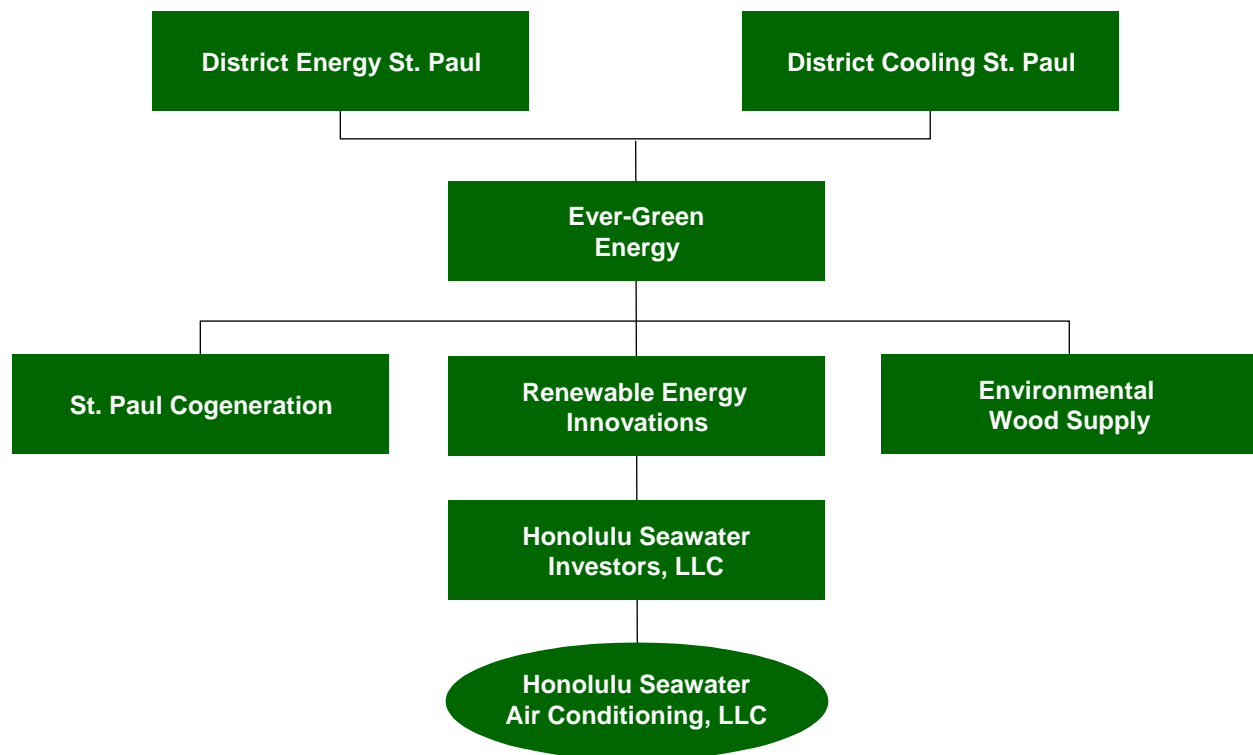 District Energy St. Paul
District Cooling St. Paul
Ever-Green
Energy
St. Paul Cogeneration
Renewable Energy
Innovations
Environmental
Wood Supply
Honolulu Seawater
Investors, LLC
Honolulu Seawater
Air Conditioning, LLC